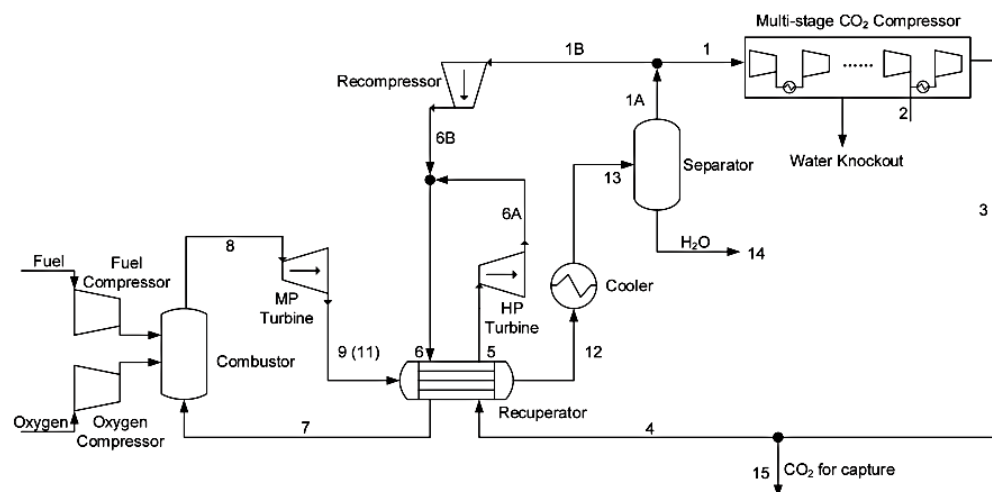 Multi-stage CO₂ Compressor
1B
1
Recompressor
1A
2
6B
Water Knockout
Separator
13
3
6A
H₂O
14
8
Fuel
Fuel
Compressor
MP
Turbine
HP
Turbine
Cooler
9 (11)
6
5
12
Combustor
Recuperator
Oxygen
Oxygen
Compressor
7
4
15
CO₂ for capture